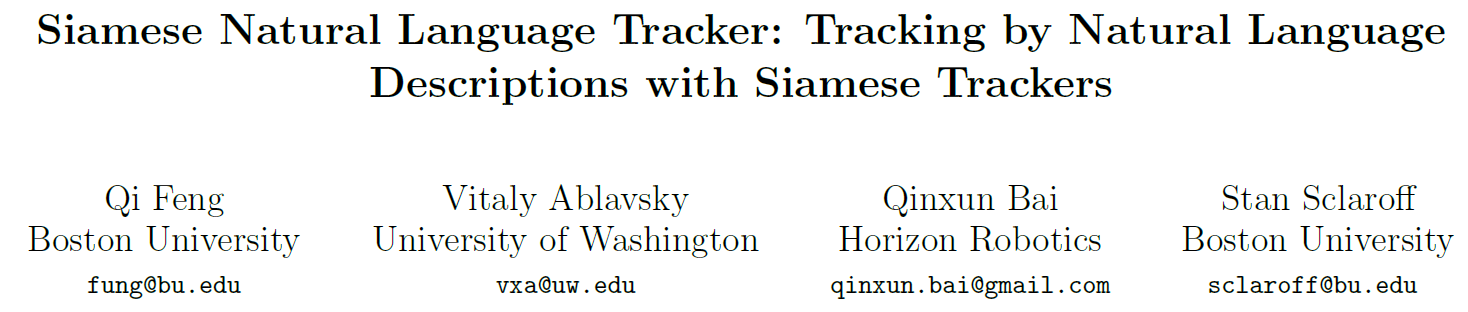 Siamese Natural Language Tracker: Tracking by Natural Language
Descriptions with Siamese Trackers
Qi Feng
Boston University
fung@bu.edu
Vitaly Ablavsky
University of Washington
vxa@uw.edu
Qinxun Bai
Horizon Robotics
qinxun.bai@gmail.com
Stan Sclaroff
Boston University
sclaroff@bu.edu